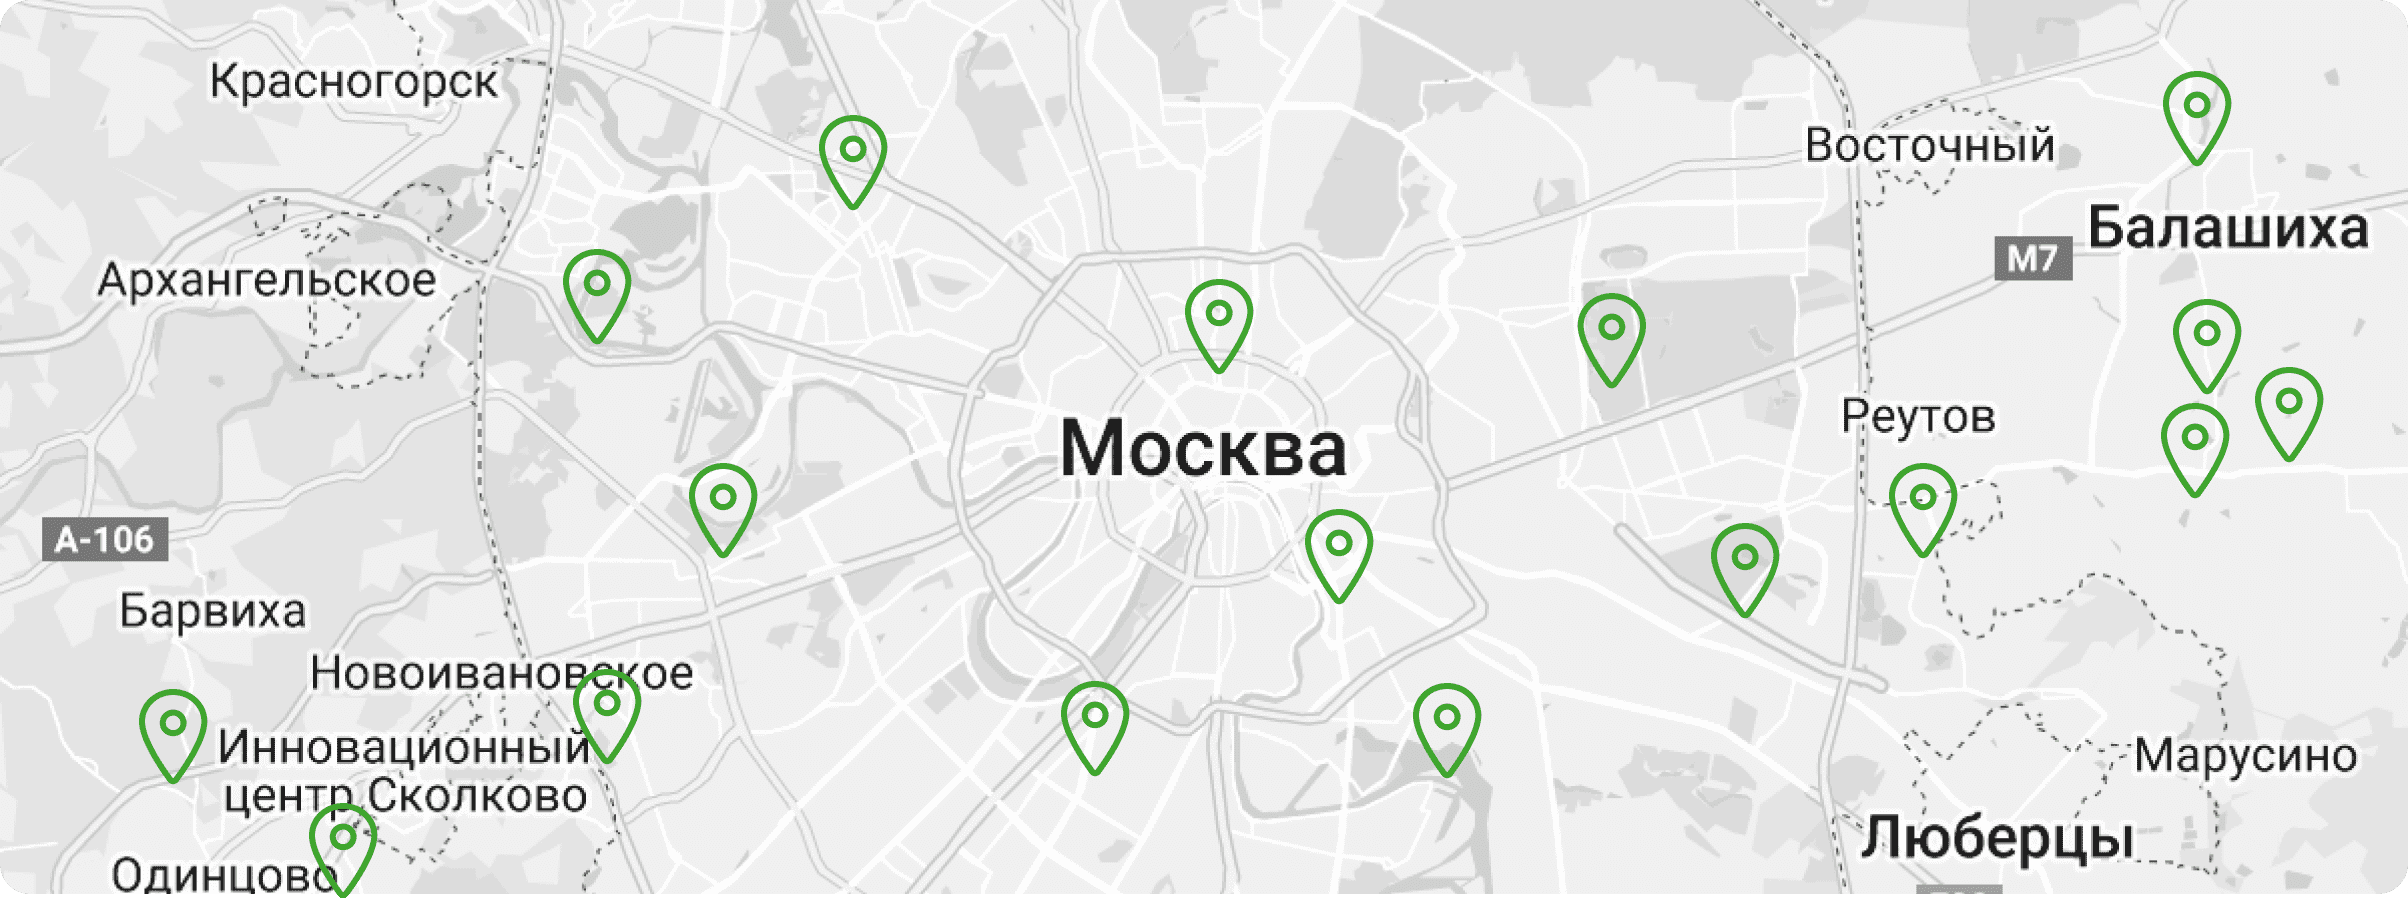 Красногорск
Восточный
Балашиха
M7
Архангельское
Реутов
Москва
A-106
Барвиха
Новоивановское
Инновационный
центр Сколково
Марусино
Люберцы
Одинцово